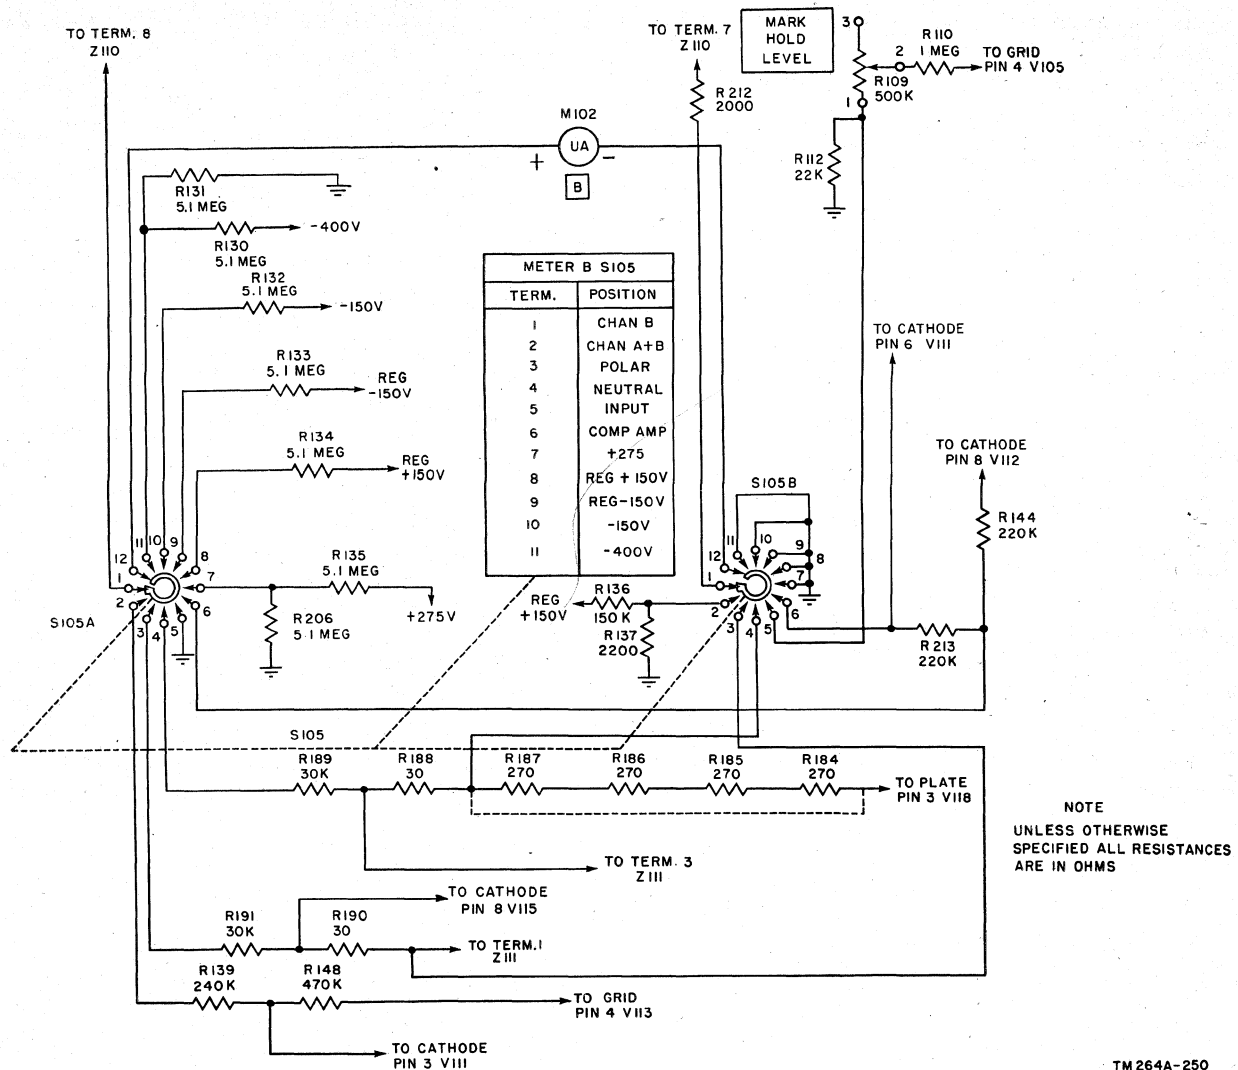 TO TERM. 8
Z110
TO TERM. 7
Z110
MARK
HOLD
LEVEL
3
2
R110
1 MEG
TO GRID
PIN 4 V105
R109
500K
1
R212
2000
M102
UA
+
−
B
R112
22K
R131
5.1 MEG
-400V
R130
5.1 MEG
R132
5.1 MEG
-150V
R133
5.1 MEG
REG
-150V
R134
5.1 MEG
REG
+150V
METER B S105
TERM. POSITION
1 CHAN B
2 CHAN A+B
3 POLAR
4 NEUTRAL
5 INPUT
6 COMP AMP
7 +275
8 REG + 150V
9 REG-150V
10 -150V
11 -400V
TO CATHODE
PIN 6 V111
TO CATHODE
PIN 8 V112
R144
220K
S105B
11
10
9
8
7
12
1
2
3
4
5
6
11
10
9
8
12
1
7
2
6
3
4
5
S105A
R135
5.1 MEG
+275V
R206
5.1 MEG
REG
+150V
R136
150K
R137
2200
R213
220K
S105
R189
30K
R188
30
R187
270
R186
270
R185
270
R184
270
TO PLATE
PIN 3 V118
TO TERM. 3
Z111
NOTE
UNLESS OTHERWISE
SPECIFIED ALL RESISTANCES
ARE IN OHMS
TO CATHODE
PIN 8 V115
R191
30K
R190
30
TO TERM. 1
Z111
R139
240K
R148
470K
TO GRID
PIN 4 V113
TO CATHODE
PIN 3 V111
TM264A-250